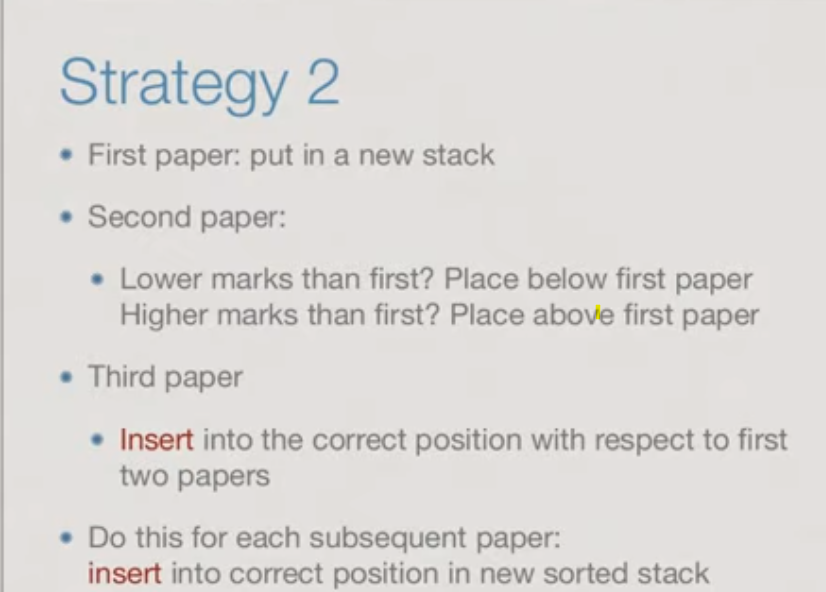 Strategy 2
• First paper: put in a new stack
• Second paper:
• Lower marks than first? Place below first paper
Higher marks than first? Place above first paper
• Third paper
• Insert into the correct position with respect to first
two papers
• Do this for each subsequent paper:
insert into correct position in new sorted stack